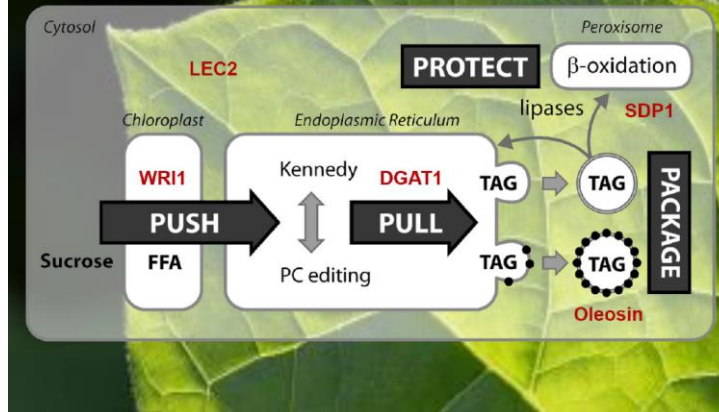 Cytosol
Peroxisome
LEC2
PROTECT
β-oxidation
lipases
SDP1
Chloroplast
Endoplasmic Reticulum
WRI1
Kennedy
DGAT1
TAG
TAG
PUSH
PULL
PACKAGE
Sucrose
FFA
PC editing
TAG
TAG
Oleosin